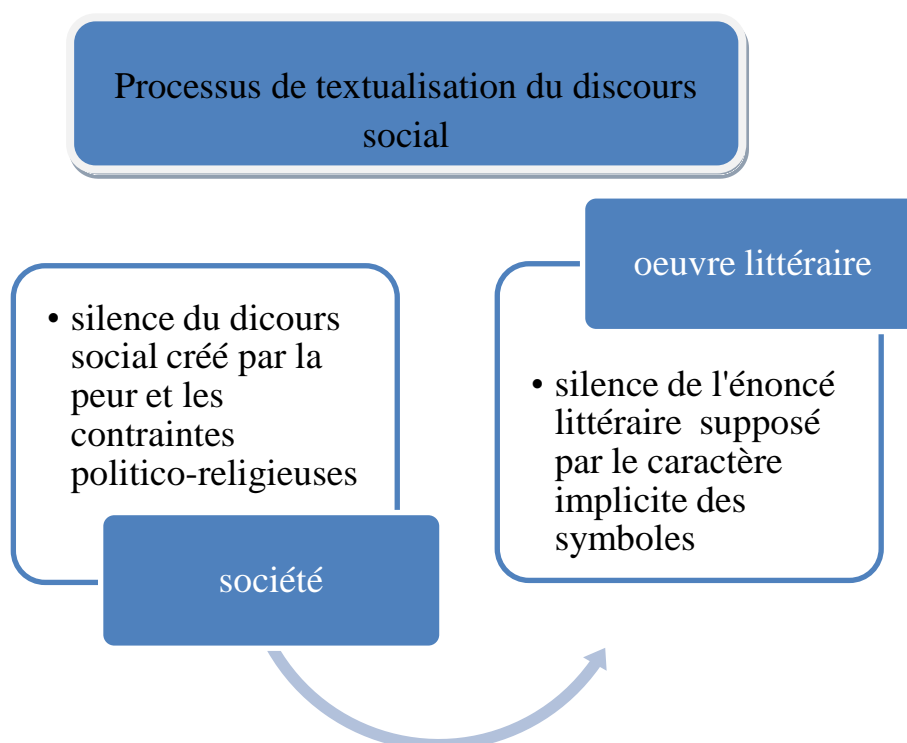 Processus de textualisation du discours
social
• silence du dicours
social créé par la
peur et les
contraintes
politico-religieuses
société
oeuvre littéraire
• silence de l'énoncé
littéraire supposé
par le caractère
implicite des
symboles